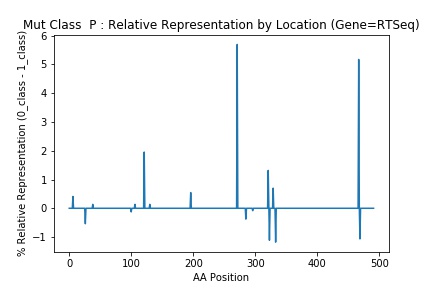 Mut Class P : Relative Representation by Location (Gene=RTSeq)
% Relative Representation (0_class - 1_class)
6
5
4
3
2
1
0
−1
0 100 200 300 400 500
AA Position